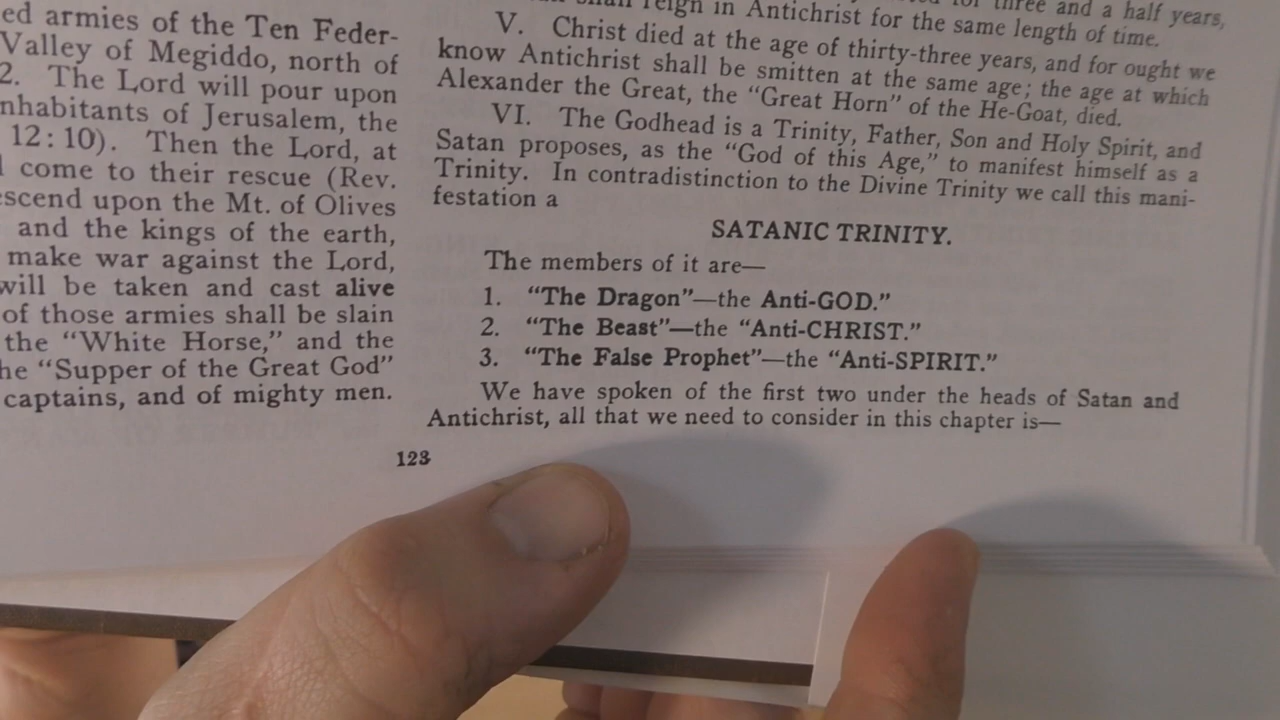 ed armies of the Ten Feder-
Valley of Megiddo, north of
2. The Lord will pour upon
nhabitants of Jerusalem, the
12:10). Then the Lord, at
l come to their rescue (Rev.
escend upon the Mt. of Olives
and the kings of the earth,
make war against the Lord,
will be taken and cast alive
of those armies shall be slain
the "White Horse," and the
he "Supper of the Great God"
captains, and of mighty men.
123
for three and a half years,
shall reign in Antichrist for the same length of time.
V. Christ died at the age of thirty-three years, and for ought we
know Antichrist shall be smitten at the same age; the age at which
Alexander the Great, the "Great Horn" of the He-Goat, died.
VI. The Godhead is a Trinity, Father, Son and Holy Spirit, and
Satan proposes, as the "God of this Age," to manifest himself as a
Trinity. In contradistinction to the Divine Trinity we call this mani-
festation a
SATANIC TRINITY.
The members of it are—
1. "The Dragon"—the Anti-GOD."
2. "The Beast"—the "Anti-CHRIST."
3. "The False Prophet"—the "Anti-SPIRIT."
We have spoken of the first two under the heads of Satan and
Antichrist, all that we need to consider in this chapter is—